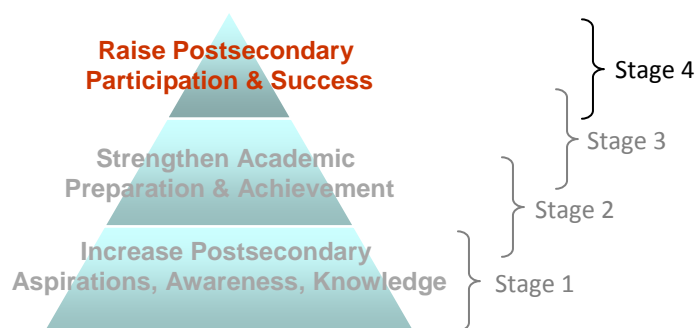 Raise Postsecondary
Participation & Success
Stage 4
Stage 3
Strengthen Academic
Preparation & Achievement
Stage 2
Increase Postsecondary
Aspirations, Awareness, Knowledge
Stage 1